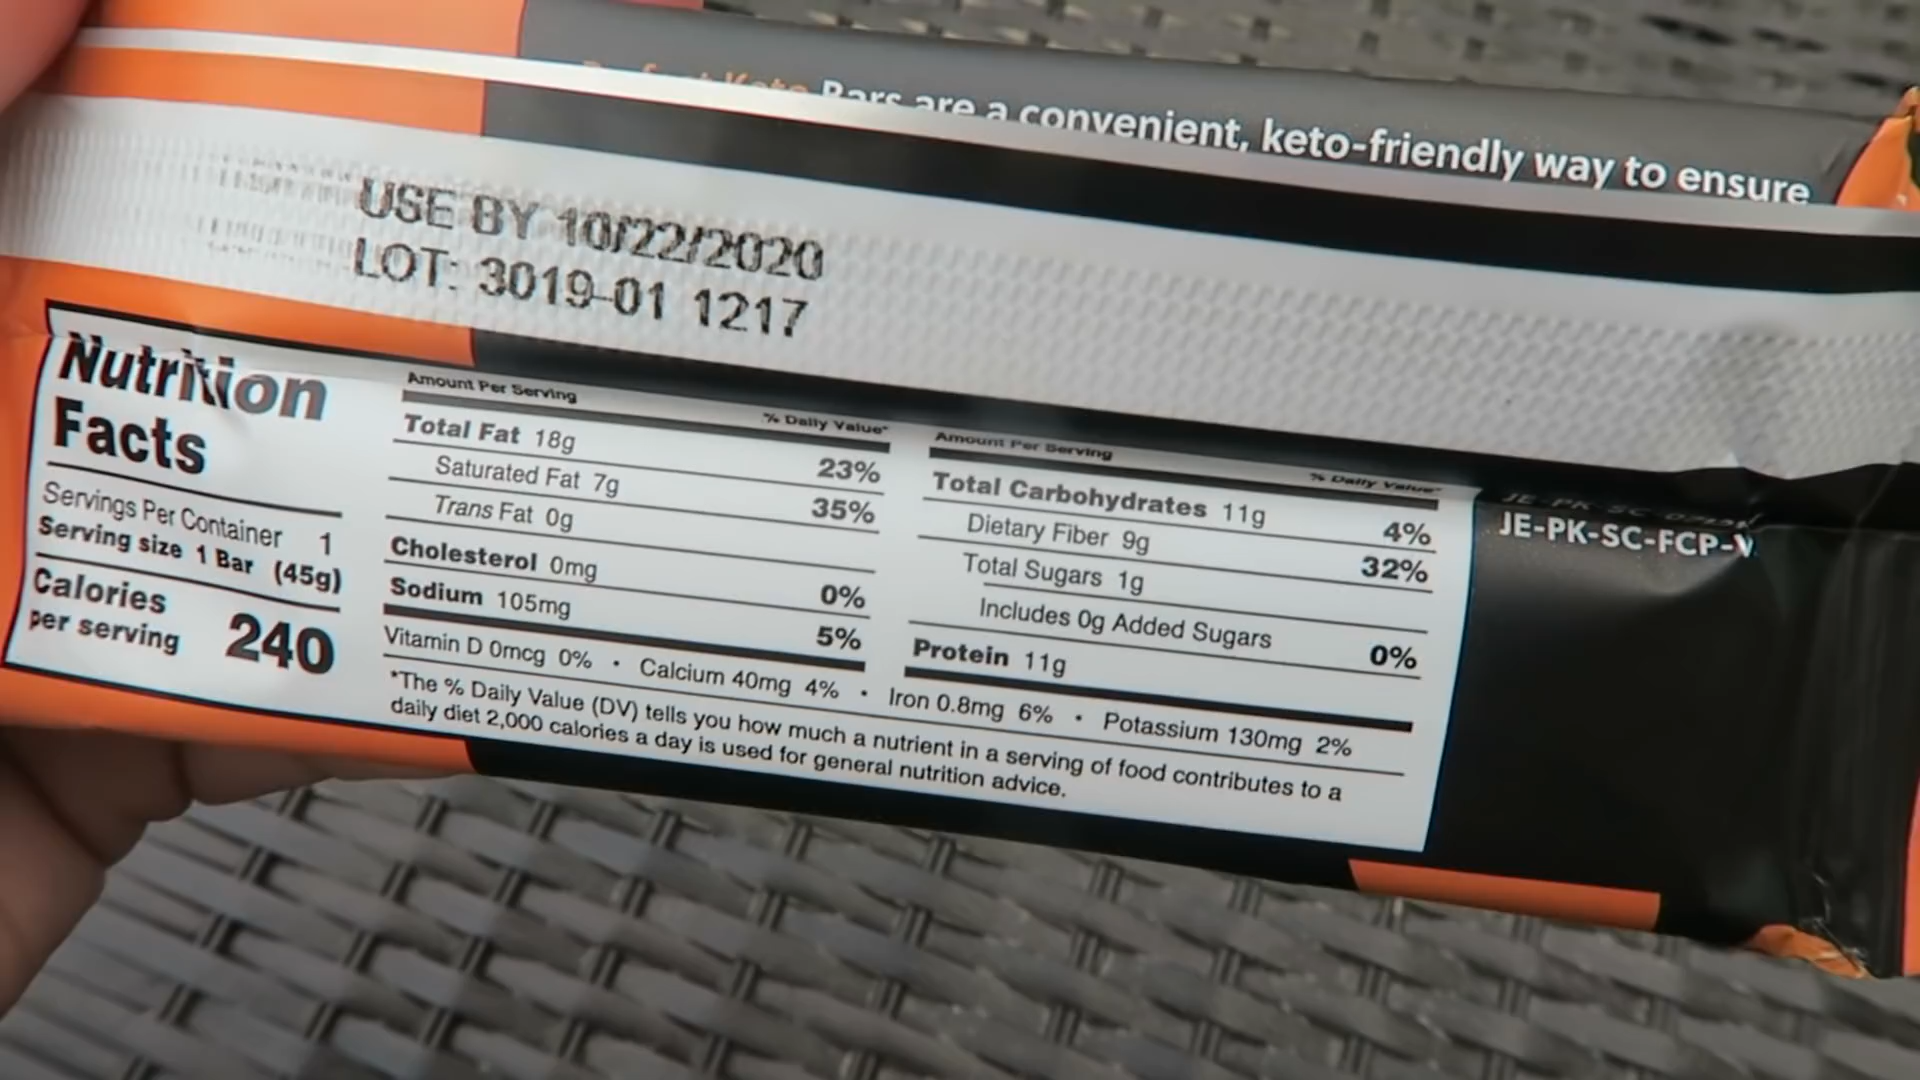 Perfect Keto Bars are a convenient, keto-friendly way to ensure
USE BY 10/22/2020
LOT: 3019-01 1217
Nutrition
Facts
Servings Per Container 1
Serving size 1 Bar (45g)
Calories
per serving 240
Amount Per Serving
% Daily Value*
Total Fat 18g 23%
Saturated Fat 7g 35%
Trans Fat 0g
Cholesterol 0mg 0%
Sodium 105mg 5%
Amount Per Serving
% Daily Value*
Total Carbohydrates 11g 4%
Dietary Fiber 9g 32%
Total Sugars 1g
Includes 0g Added Sugars 0%
Protein 11g
Vitamin D 0mcg 0% • Calcium 40mg 4% • Iron 0.8mg 6% • Potassium 130mg 2%
*The % Daily Value (DV) tells you how much a nutrient in a serving of food contributes to a
daily diet 2,000 calories a day is used for general nutrition advice.
JE-PK-SC-FCP-V